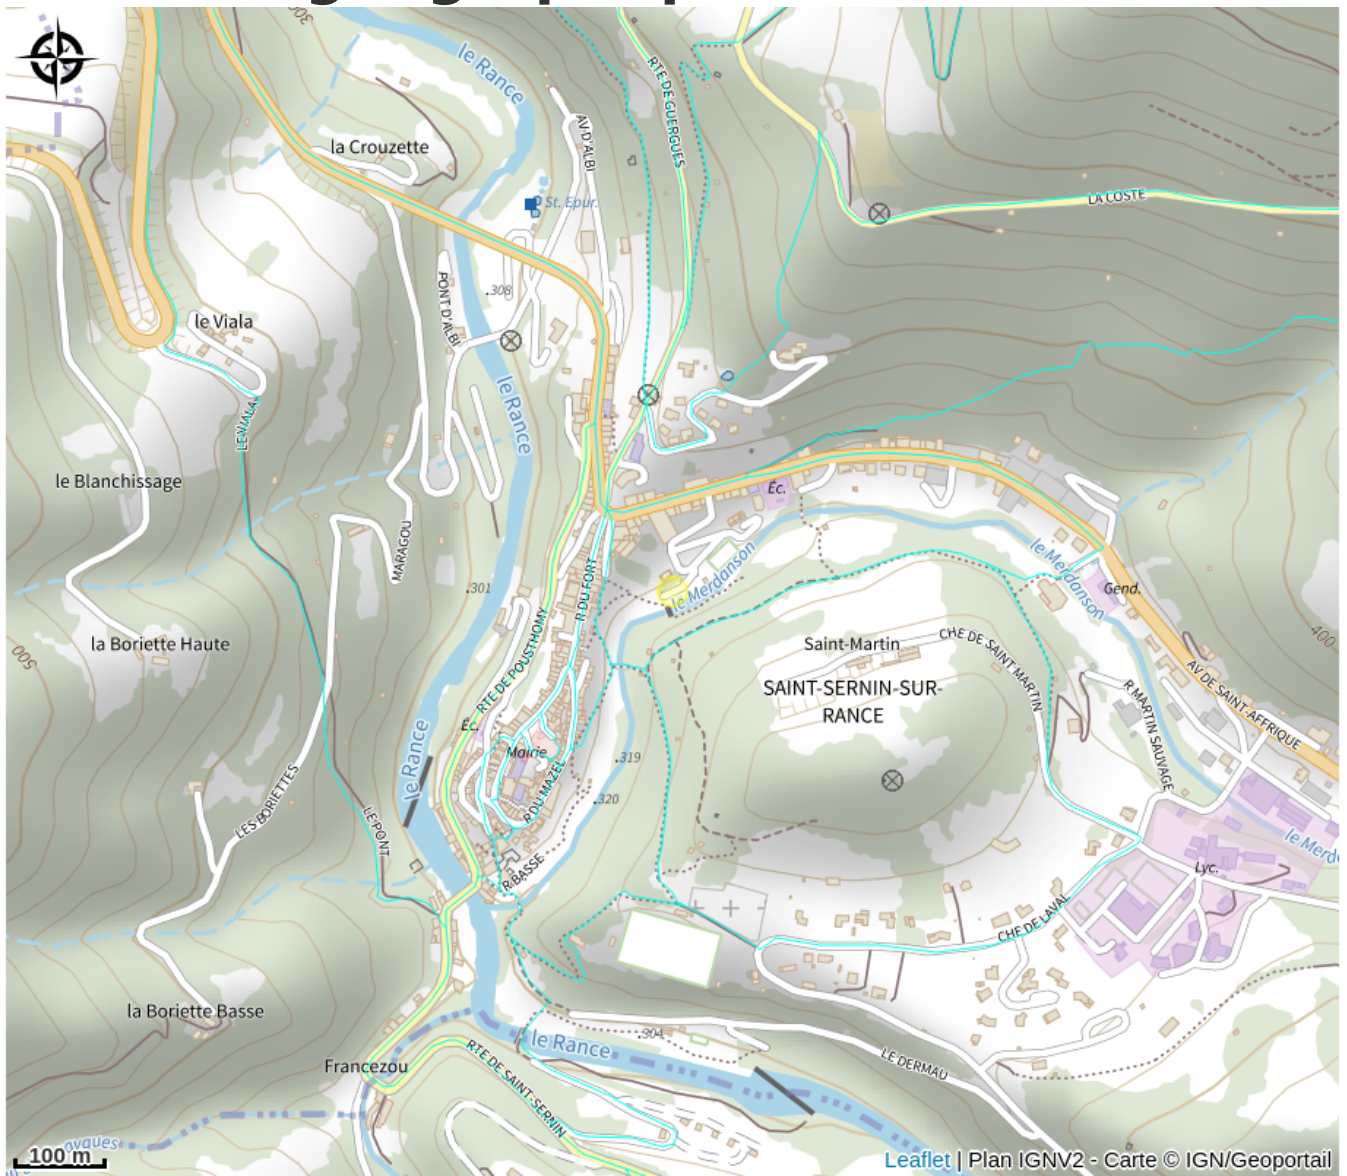 le Rance
300
RTE DE GUERGUES
AV D'ALBI
la Crouzette
LA COSTE
St. Epur.
.308
PONT D'ALBI
le Viala
LE VIALA
le Rance
le Blanchissage
Éc.
MARAGOU
le Merdanson
le Merdanson
Gend.
.301
R DU FORT
400
500
la Boriette Haute
Saint-Martin
CHE DE SAINT-MARTIN
RTE DE POUSTHOMY
SAINT-SERNIN-SUR-
RANCE
AV DE SAINT-AFFRIQUE
R MARTIN SAUVAGE
Éc.
Mairie
.319
le Rance
R DU MAZEL
.320
LES BORIETTES
LE PONT
le Merd
R BASSE
Lyc.
CHE DE LAVAL
la Boriette Basse
.304
le Rance
LE DERMAU
Francezou
RTE DE SAINT-SERNIN
100 m
Leaflet | Plan IGNV2 - Carte © IGN/Geoportail